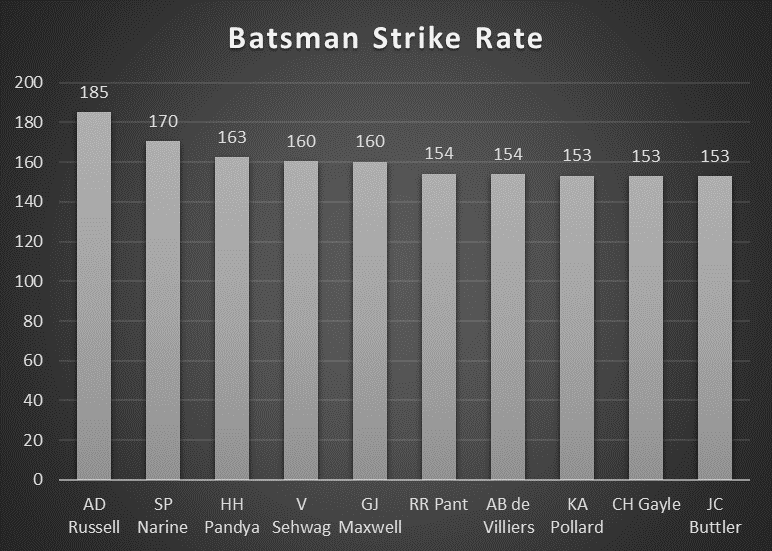 Batsman Strike Rate
200
180
160
140
120
100
80
60
40
20
0
185
170
163
160
160
154
154
153
153
153
AD Russell
SP Narine
HH Pandya
V Sehwag
GJ Maxwell
RR Pant
AB de Villiers
KA Pollard
CH Gayle
JC Buttler